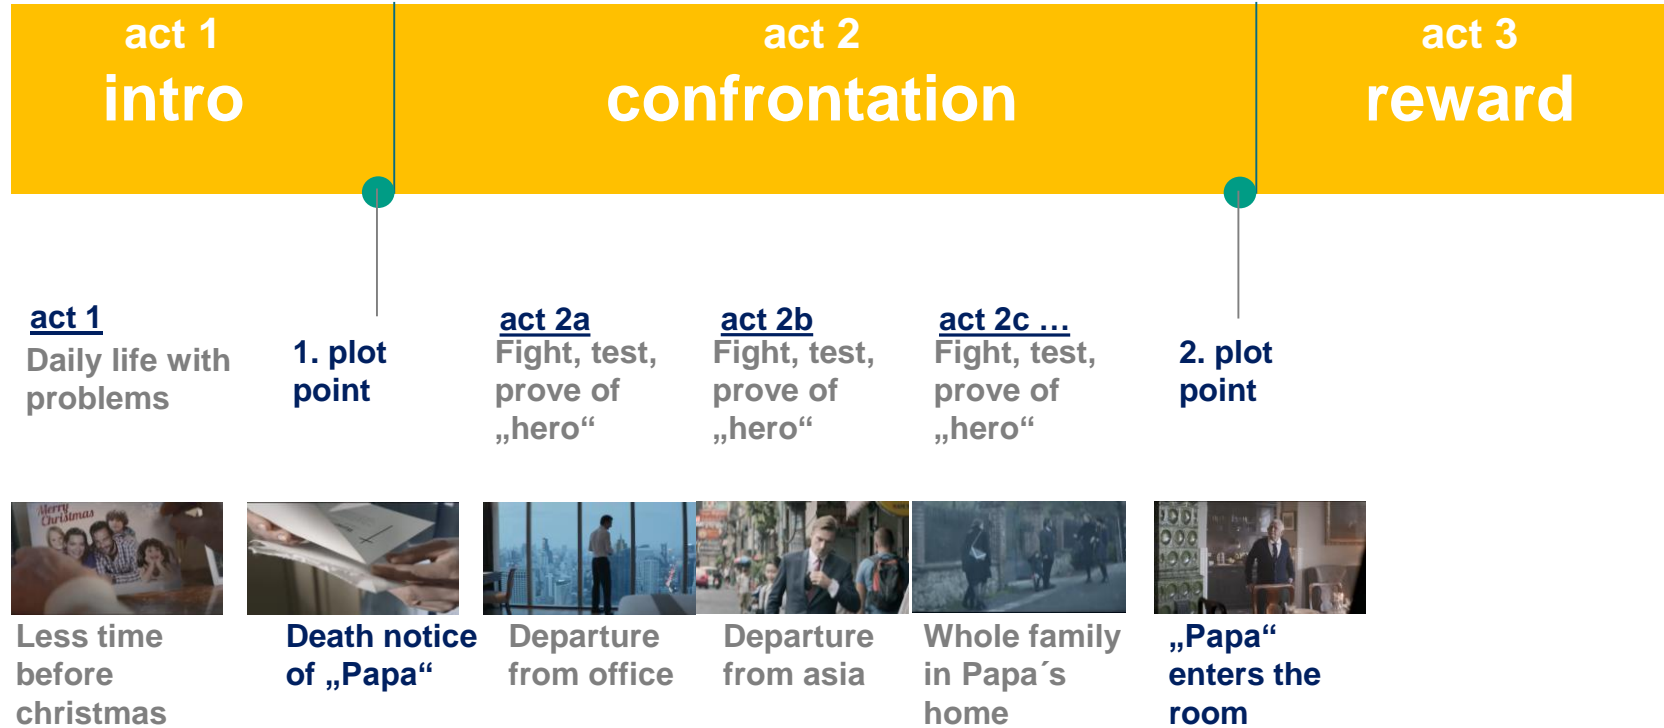 act 1
intro
act 2
confrontation
act 3
reward
act 1
Daily life with
problems
1. plot
point
act 2a
Fight, test,
prove of
„hero“
act 2b
Fight, test,
prove of
„hero“
act 2c …
Fight, test,
prove of
„hero“
2. plot
point
Merry
Christmas
Less time
before
christmas
Death notice
of „Papa“
Departure
from office
Departure
from asia
Whole family
in Papa´s
home
„Papa“
enters the
room